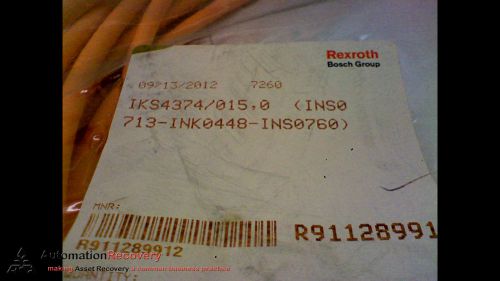 Rexroth
Bosch Group
09/13/2012 7260
IKS4374/015,0 (INS0
713-INK0448-INS0760)
MNR:
R911289912
R91128991
AutomationRecovery
making Asset Recovery a common business practice
QUANTITY: